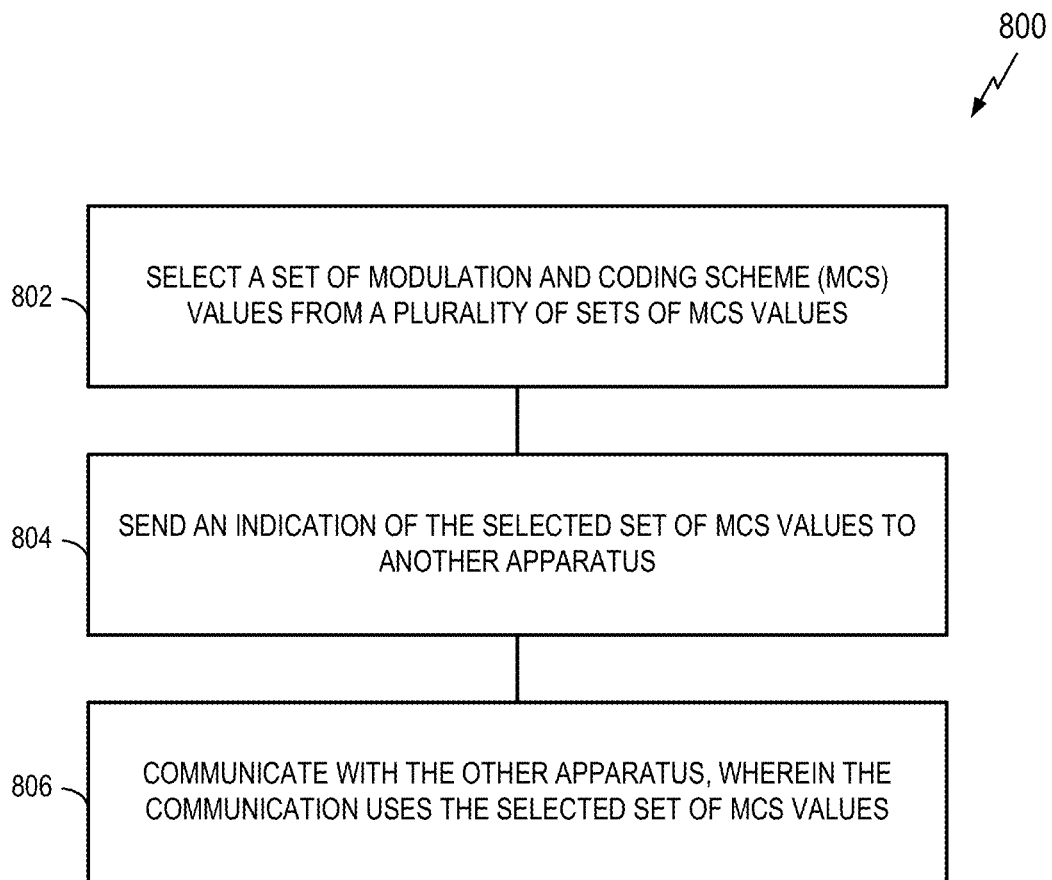 800
802
SELECT A SET OF MODULATION AND CODING SCHEME (MCS)
VALUES FROM A PLURALITY OF SETS OF MCS VALUES
804
SEND AN INDICATION OF THE SELECTED SET OF MCS VALUES TO
ANOTHER APPARATUS
806
COMMUNICATE WITH THE OTHER APPARATUS, WHEREIN THE
COMMUNICATION USES THE SELECTED SET OF MCS VALUES